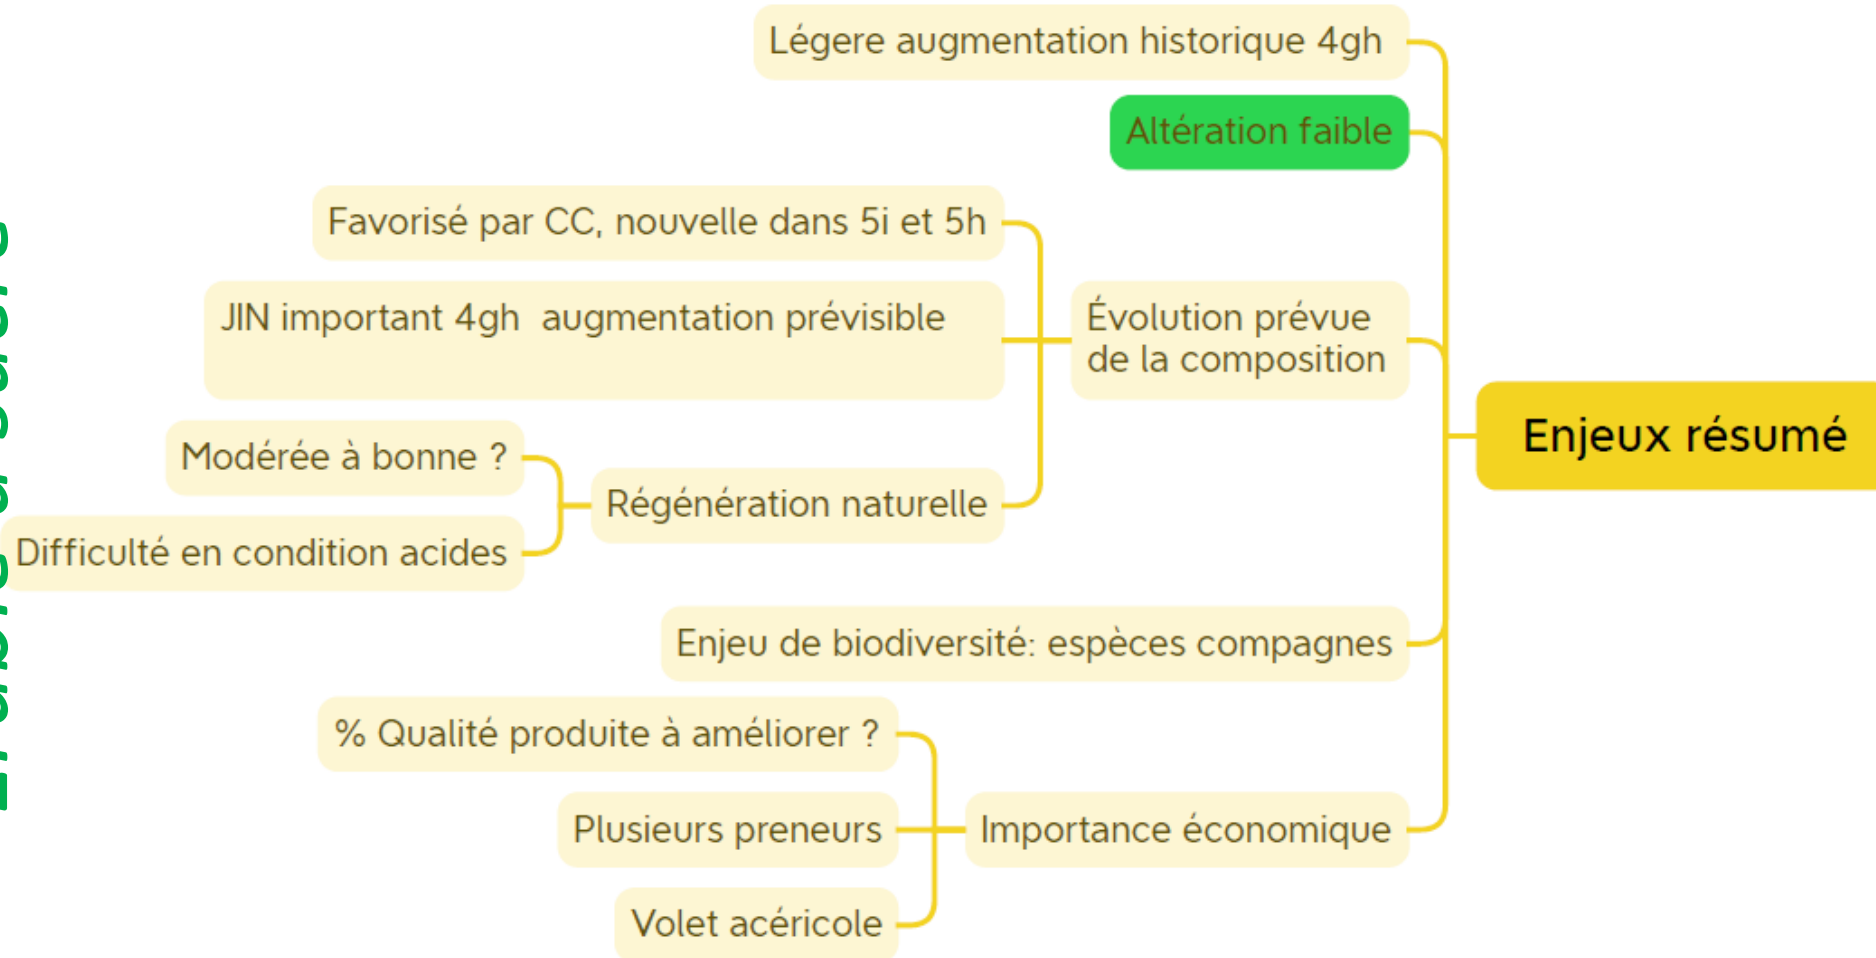 Légere augmentation historique 4gh
Altération faible
Favorisé par CC, nouvelle dans 5i et 5h
JIN important 4gh  augmentation prévisible
Évolution prévue
de la composition
Modérée à bonne ?
Régénération naturelle
Difficulté en condition acides
Enjeux résumé
Enjeu de biodiversité: espèces compagnes
% Qualité produite à améliorer ?
Plusieurs preneurs
Importance économique
Volet acéricole